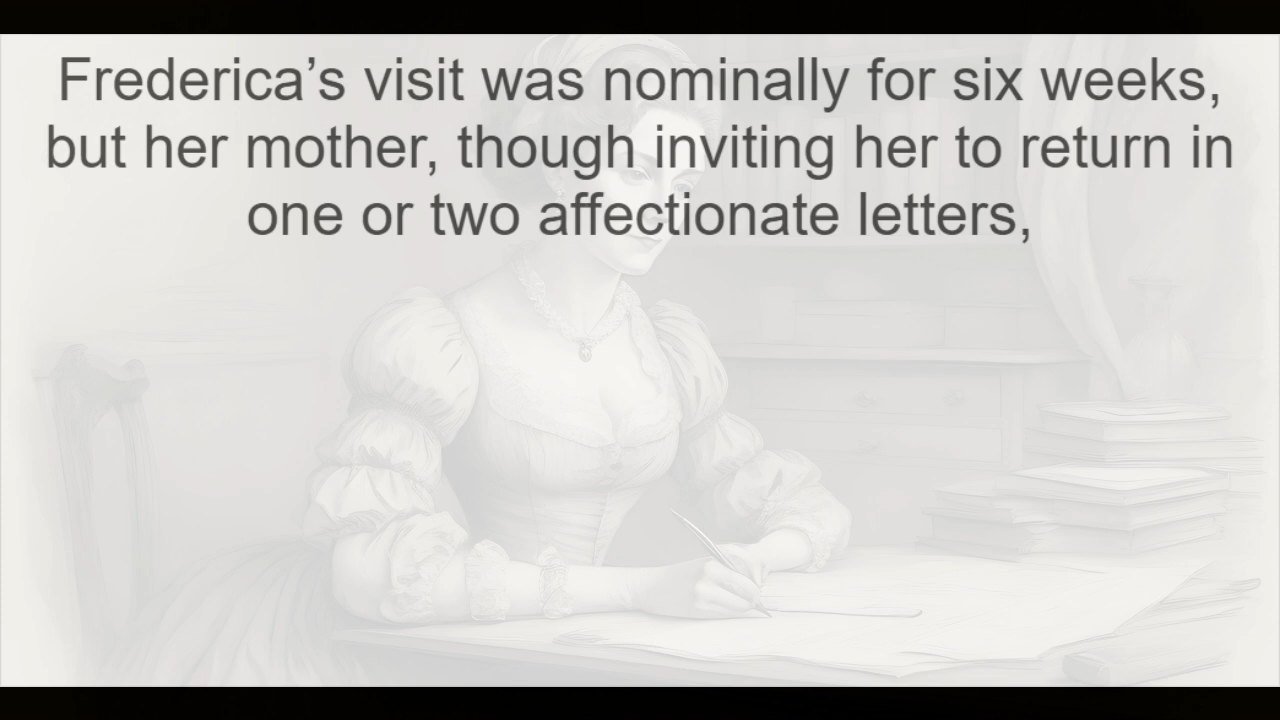 Frederica’s visit was nominally for six weeks,
but her mother, though inviting her to return in
one or two affectionate letters,